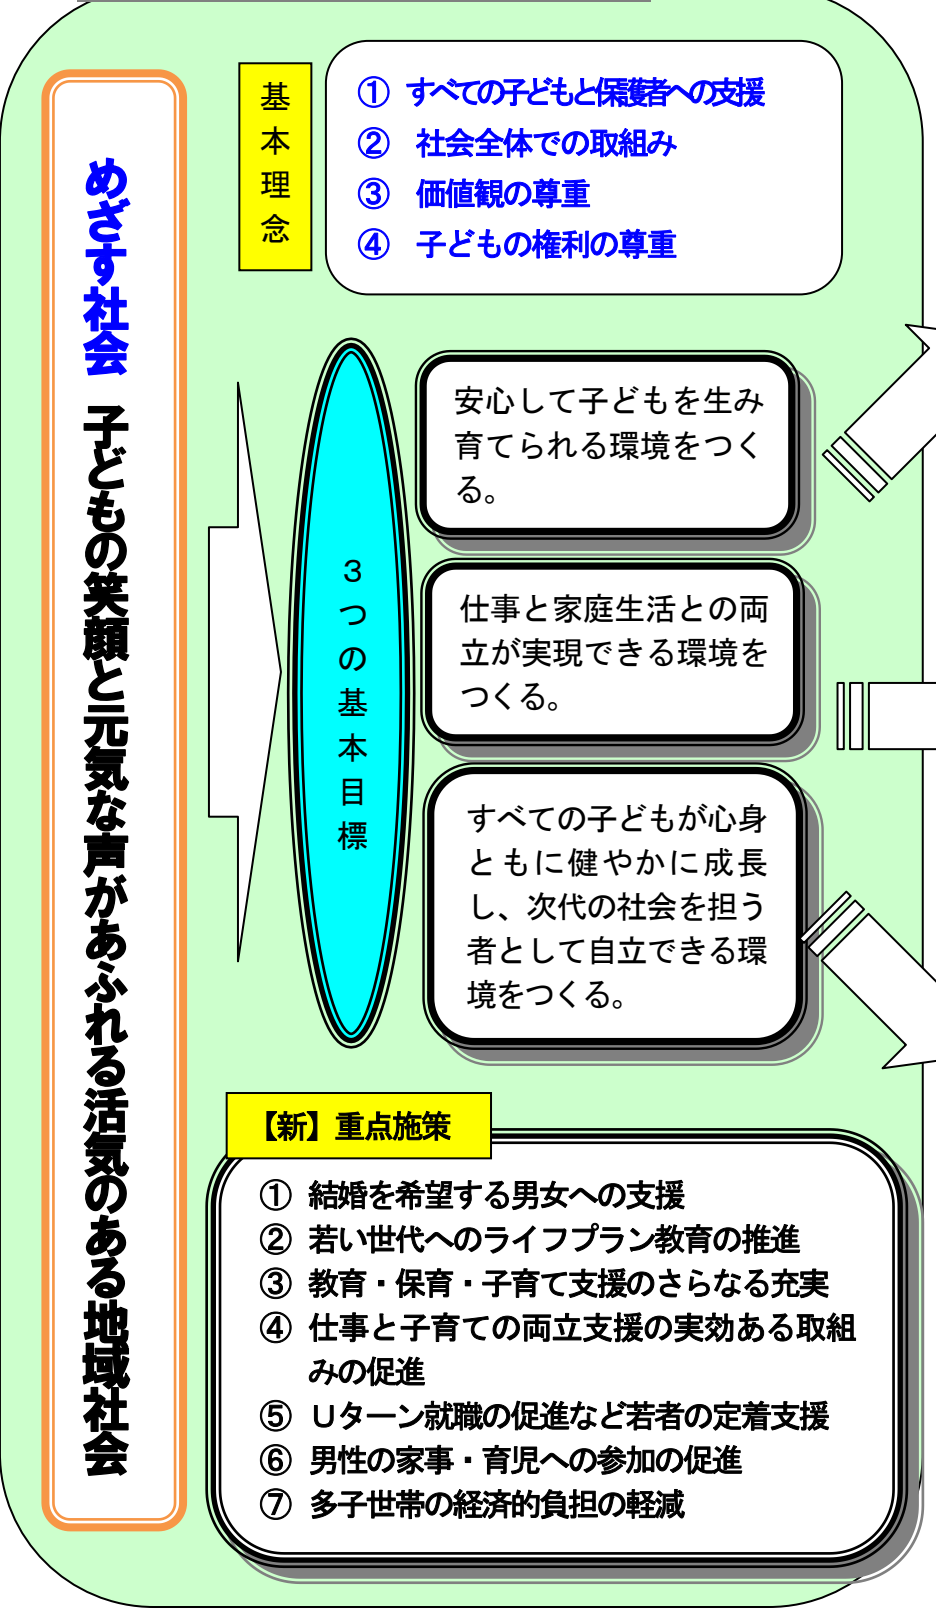 めざす社会 子どもの笑顔と元気な声があふれる活気のある地域社会
基本理念
① すべての子どもと保護者への支援
② 社会全体での取組み
③ 価値観の尊重
④ 子どもの権利の尊重
３つの基本目標
安心して子どもを生み
育てられる環境をつく
る。
仕事と家庭生活との両
立が実現できる環境を
つくる。
すべての子どもが心身
ともに健やかに成長
し、次代の社会を担う
者として自立できる環
境をつくる。
【新】重点施策
① 結婚を希望する男女への支援
② 若い世代へのライフプラン教育の推進
③ 教育・保育・子育て支援のさらなる充実
④ 仕事と子育ての両立支援の実効ある取組
みの促進
⑤ Ｕターン就職の促進など若者の定着支援
⑥ 男性の家事・育児への参加の促進
⑦ 多子世帯の経済的負担の軽減